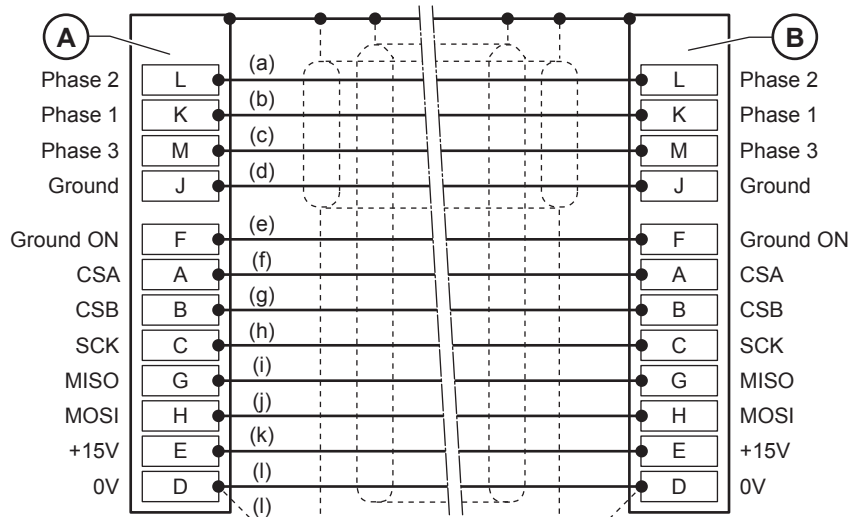 A B
Phase 2 L (a) L Phase 2
Phase 1 K (b) K Phase 1
Phase 3 M (c) M Phase 3
Ground J (d) J Ground
Ground ON F (e) F Ground ON
CSA A (f) A CSA
CSB B (g) B CSB
SCK C (h) C SCK
MISO G (i) G MISO
MOSI H (j) H MOSI
+15V E (k) E +15V
0V D (l) D 0V
(l)